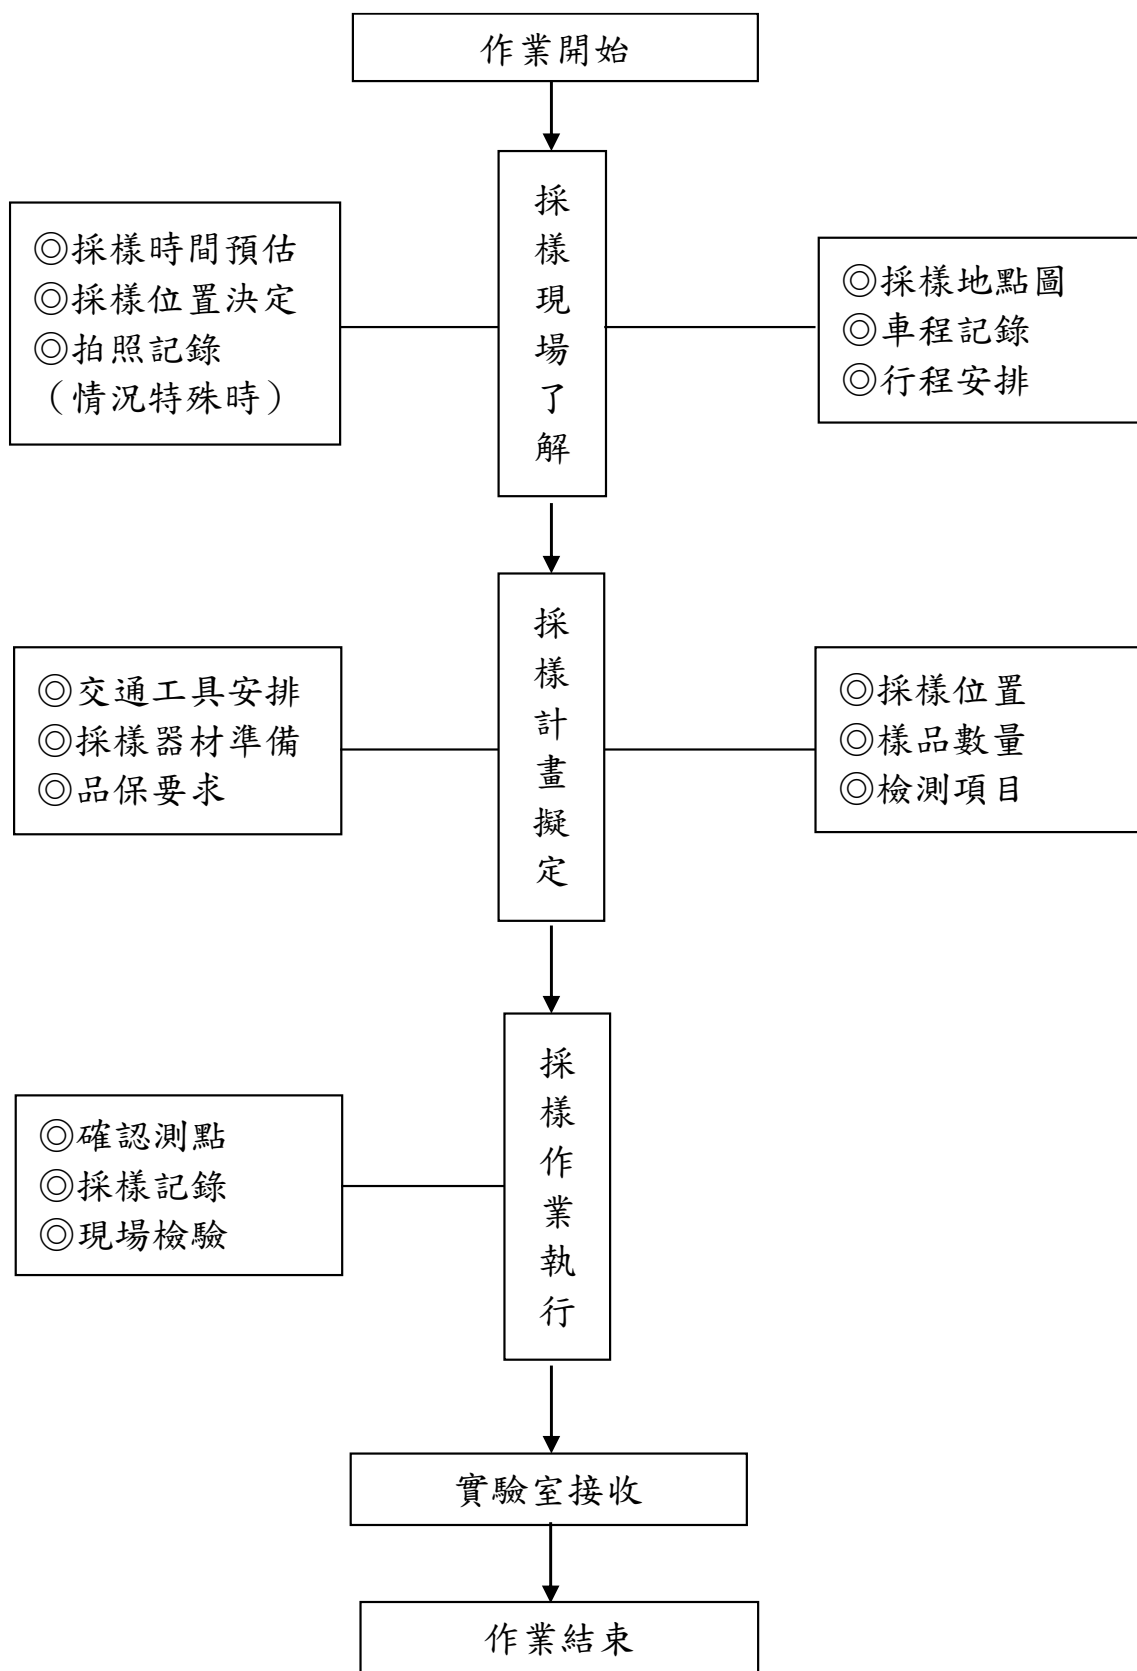 作業開始
採樣現場了解
◎採樣時間預估
◎採樣位置決定
◎拍照記錄
（情況特殊時）
◎採樣地點圖
◎車程記錄
◎行程安排
採樣計畫擬定
◎交通工具安排
◎採樣器材準備
◎品保要求
◎採樣位置
◎樣品數量
◎檢測項目
採樣作業執行
◎確認測點
◎採樣記錄
◎現場檢驗
實驗室接收
作業結束